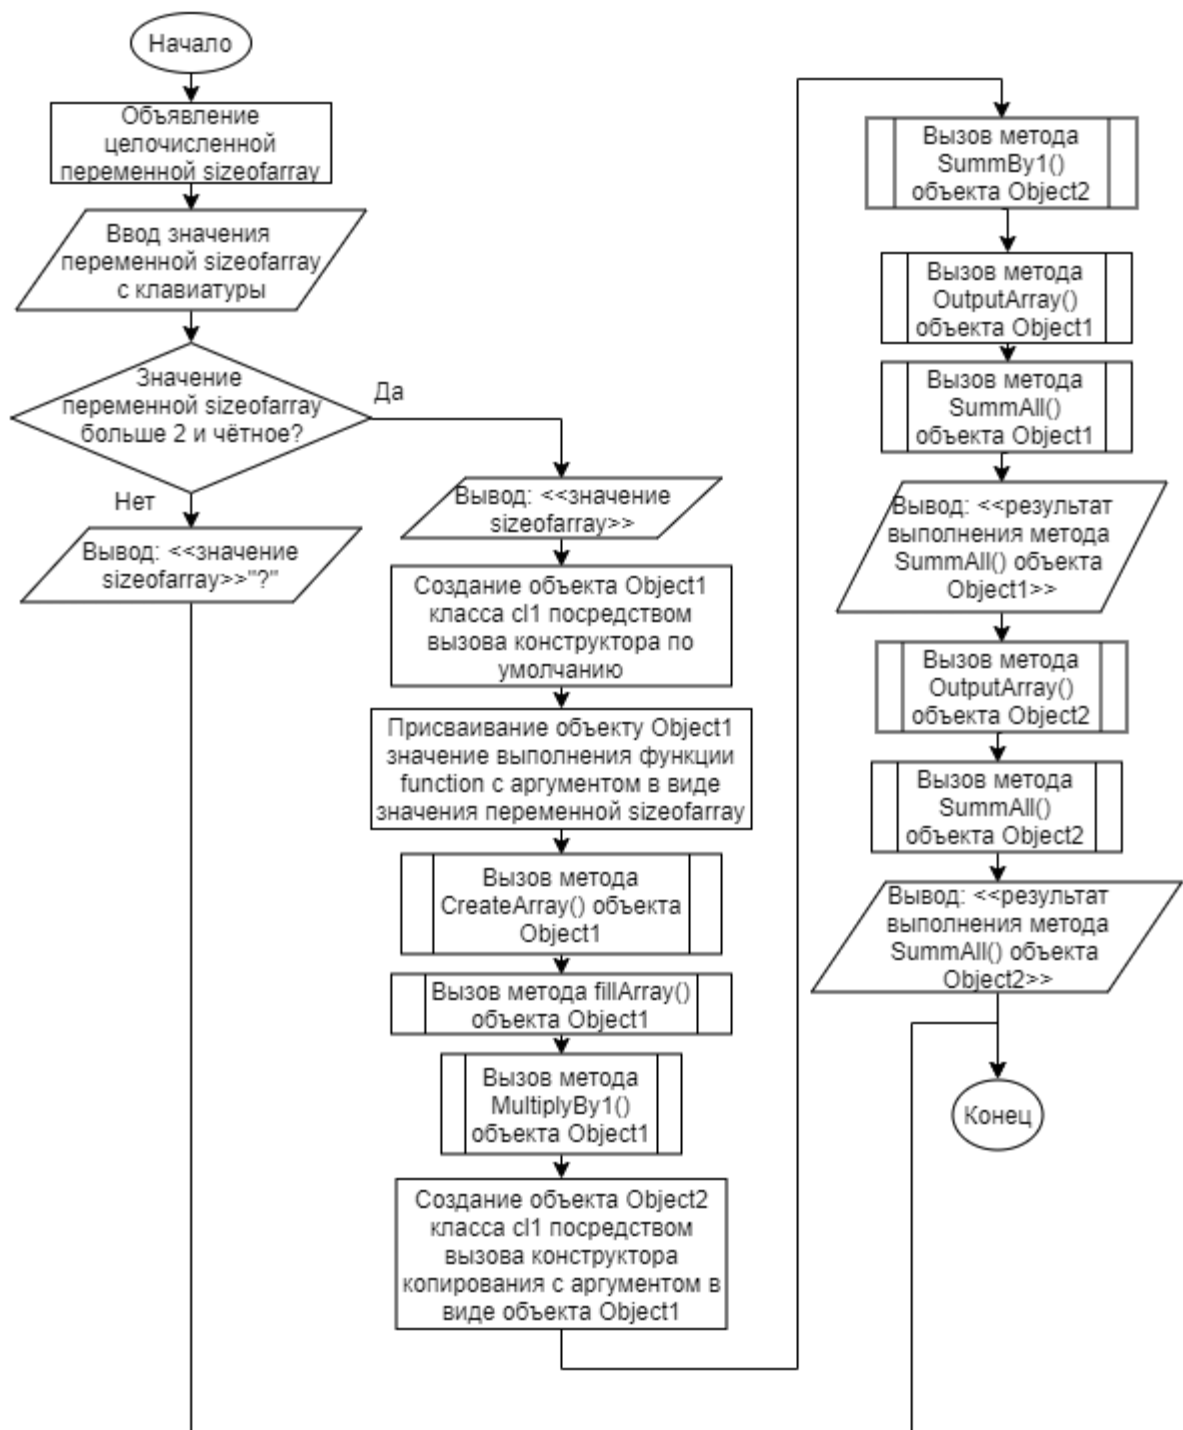 Начало
Объявление
целочисленной
переменной sizeofarray
Ввод значения
переменной sizeofarray
с клавиатуры
Значение
переменной sizeofarray
больше 2 и чётное?
Да
Нет
Вывод: <<значение
sizeofarray>>"?"
Вывод: <<значение
sizeofarray>>
Создание объекта Object1
класса cl1 посредством
вызова конструктора по
умолчанию
Присваивание объекту Object1
значение выполнения функции
function с аргументом в виде
значения переменной sizeofarray
Вызов метода
CreateArray() объекта
Object1
Вызов метода fillArray()
объекта Object1
Вызов метода
MultiplyBy1()
объекта Object1
Создание объекта Object2
класса cl1 посредством
вызова конструктора
копирования с аргументом в
виде объекта Object1
Вызов метода
SummBy1()
объекта Object2
Вызов метода
OutputArray()
объекта Object1
Вызов метода
SummAll()
объекта Object1
Вывод: <<результат
выполнения метода
SummAll() объекта
Object1>>
Вызов метода
OutputArray()
объекта Object2
Вызов метода
SummAll()
объекта Object2
Вывод: <<результат
выполнения метода
SummAll() объекта
Object2>>
Конец